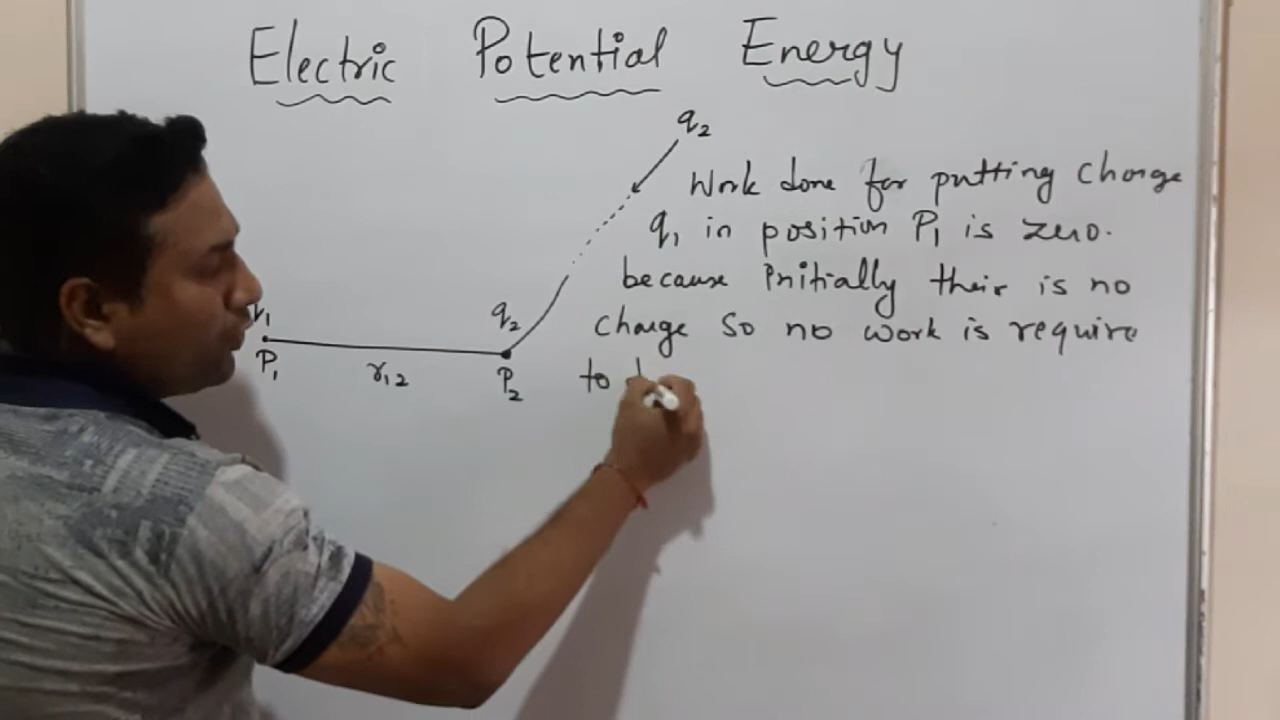 Electric Potential Energy
q₂
Work done for putting charge
q₁ in position P₁ is zero.
because initially their is no
charge so no work is require
to
q₂
P₁
r₁₂
P₂